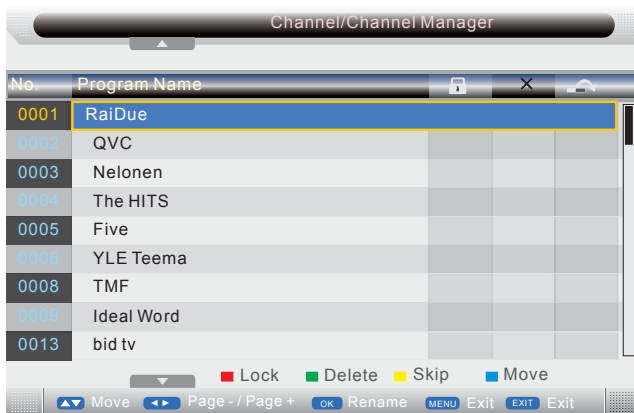 Channel/Channel Manager
No. Program Name
0001 RaiDue
0002 QVC
0003 Nelonen
0004 The HITS
0005 Five
0006 YLE Teema
0008 TMF
0009 Ideal Word
0013 bid tv
Lock Delete Skip Move
Move Page - / Page + OK Rename MENU Exit EXIT Exit